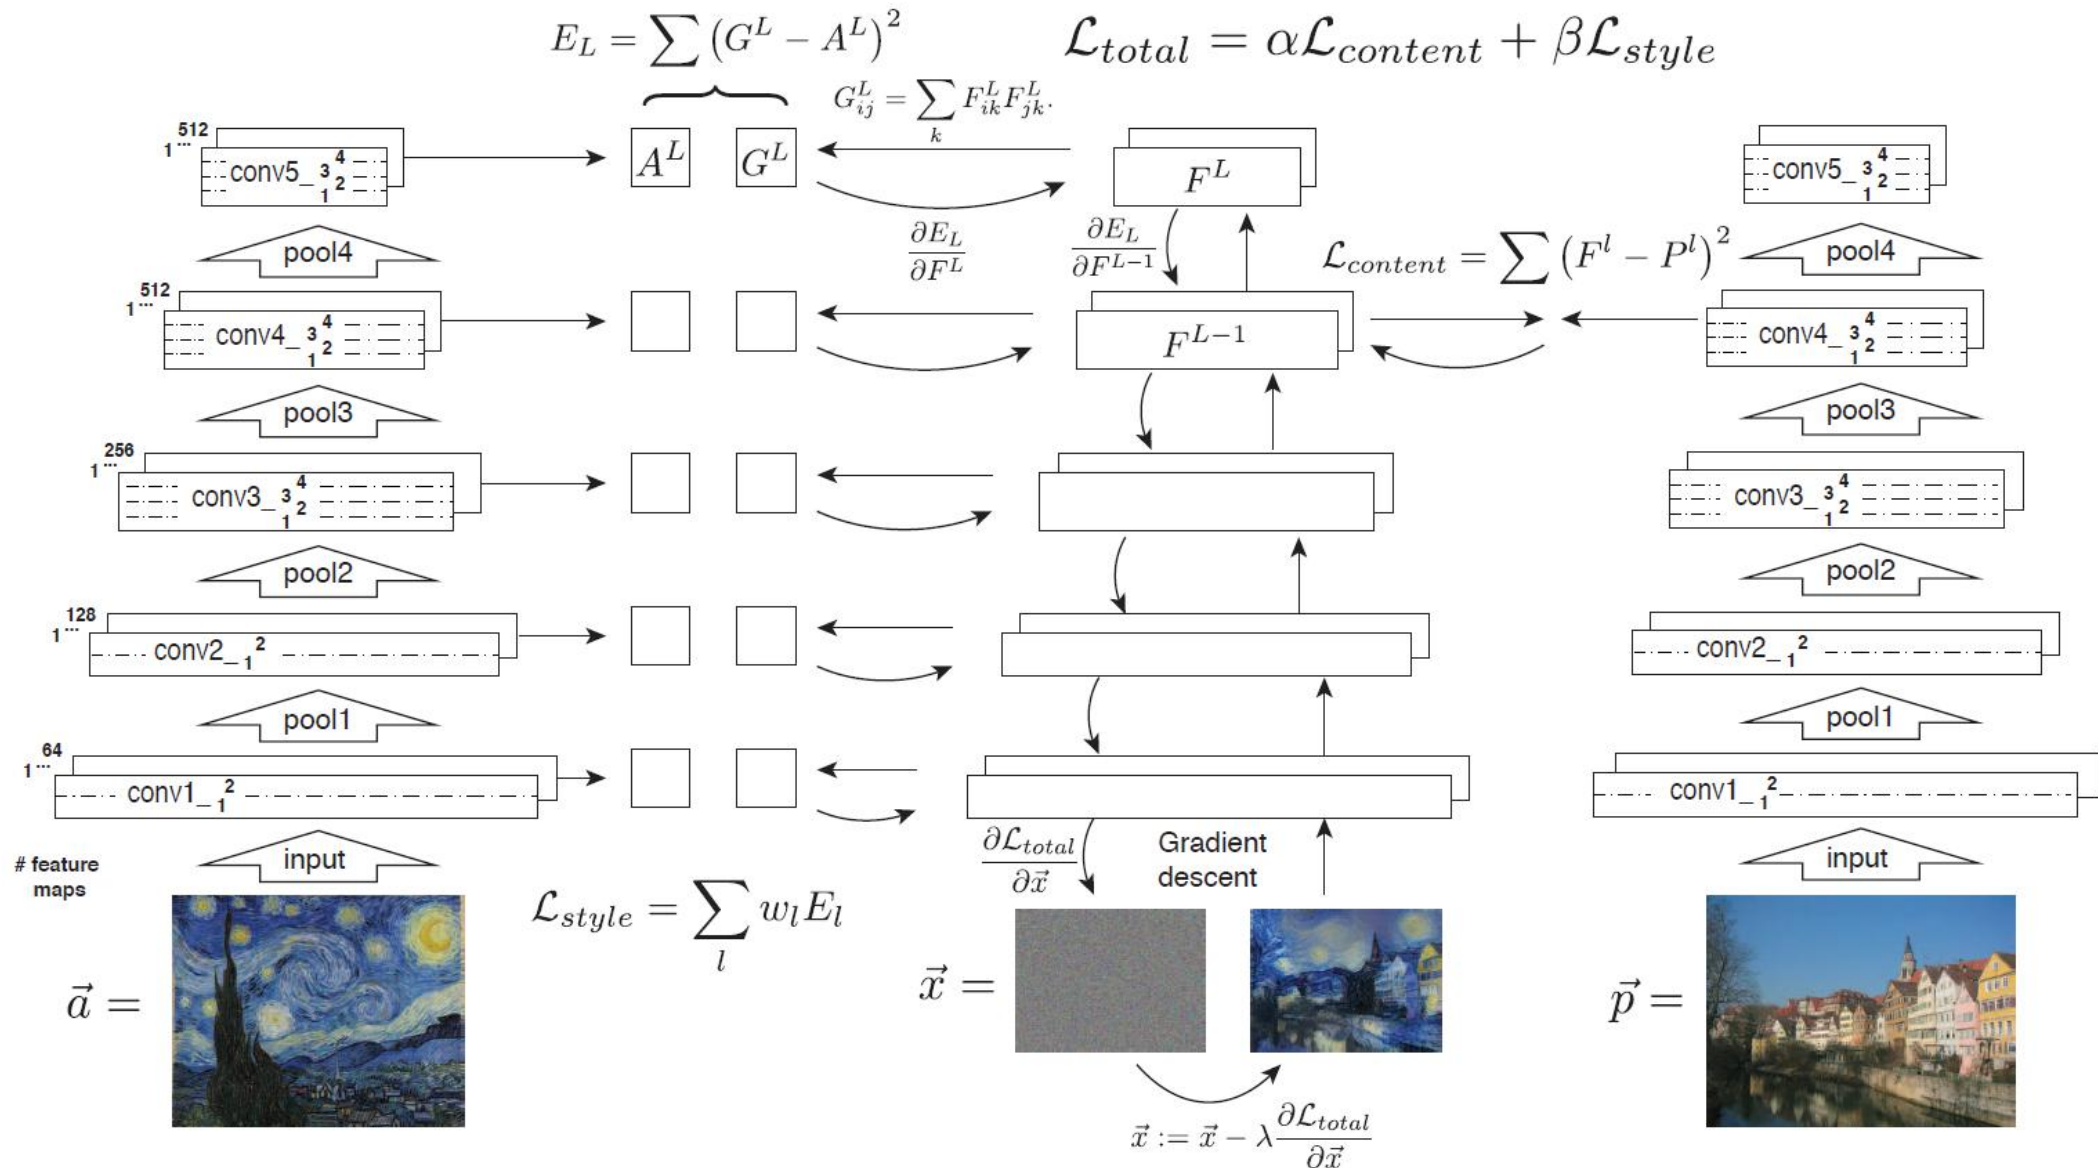 E_L = ∑ (G^L − A^L)^2
ℒ_total = αℒ_content + βℒ_style
G^L_ij = ∑_k F^L_ik F^L_jk.
512
1 ...
conv5_ 1 2 3 4
A^L
G^L
F^L
conv5_ 1 2 3 4
∂E_L/∂F^L
∂E_L/∂F^{L−1}
ℒ_content = ∑ (F^l − P^l)^2
pool4
pool4
512
1 ...
conv4_ 1 2 3 4
F^{L−1}
conv4_ 1 2 3 4
pool3
pool3
256
1 ...
conv3_ 1 2 3 4
conv3_ 1 2 3 4
pool2
pool2
128
1 ...
conv2_ 1 2
conv2_ 1 2
pool1
pool1
64
1 ...
conv1_ 1 2
conv1_ 1 2
# feature
maps
input
∂ℒ_total/∂x⃗
Gradient
descent
input
ℒ_style = ∑_l w_l E_l
a⃗ =
x⃗ =
p⃗ =
x⃗ := x⃗ − λ ∂ℒ_total/∂x⃗